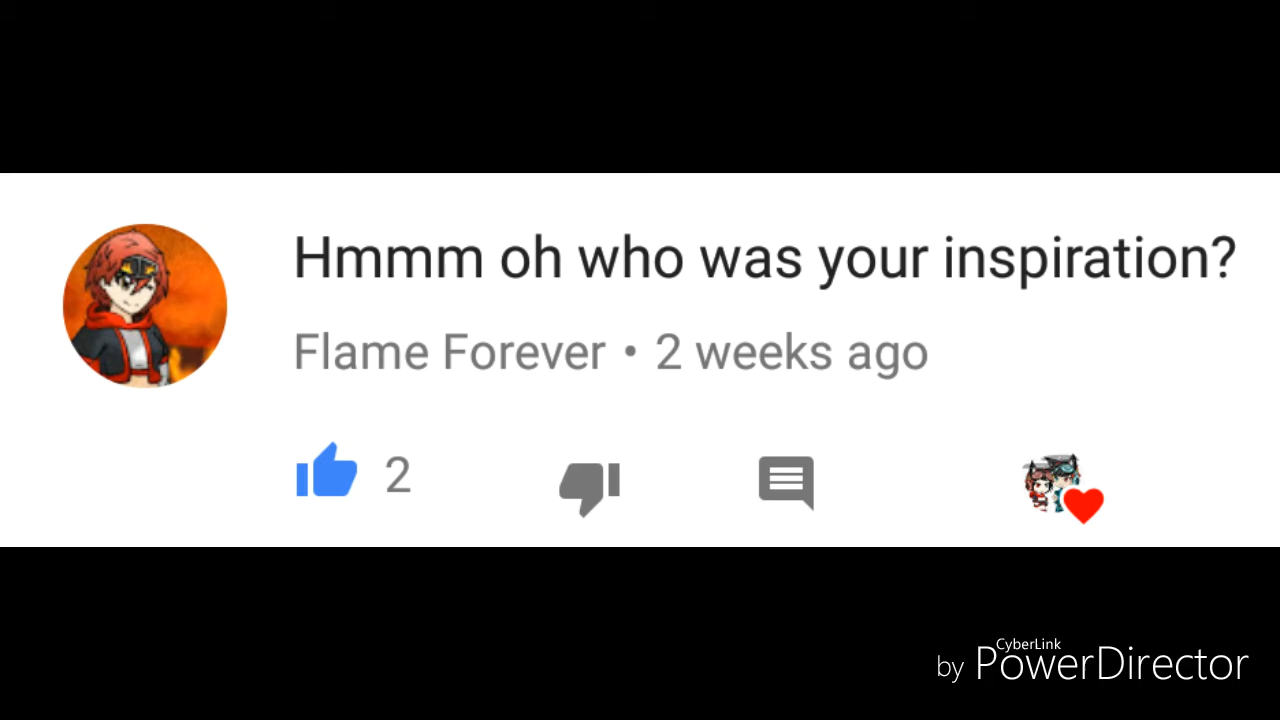 Hmmm oh who was your inspiration?
Flame Forever • 2 weeks ago
2
CyberLink
by PowerDirector